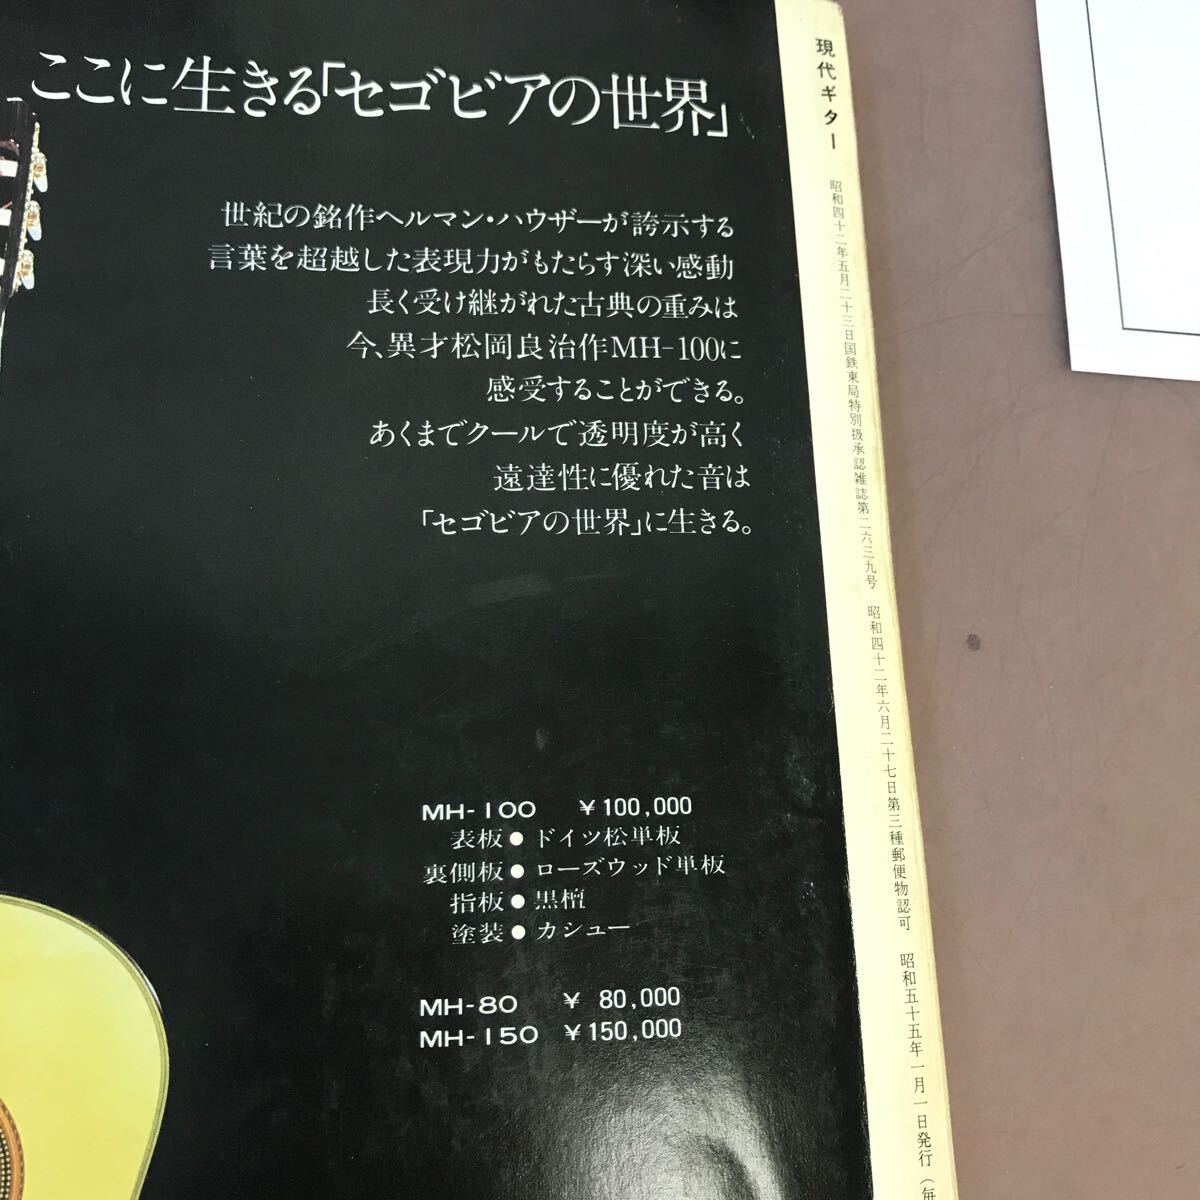 ここに生きる「セゴビアの世界」
世紀の銘作ヘルマン・ハウザーが誇示する
言葉を超越した表現力がもたらす深い感動
長く受け継がれた古典の重みは
今、異才松岡良治作MH-100に
感受することができる。
あくまでクールで透明度が高く
遠達性に優れた音は
「セゴビアの世界」に生きる。
MH-100 ¥100,000
表板●ドイツ松単板
裏側板●ローズウッド単板
指板●黒檀
塗装●カシュー
MH-80 ¥ 80,000
MH-150 ¥150,000
現代ギター 昭和四十二年五月二十三日国鉄東局特別扱承認雑誌第二六三九号 昭和四十二年六月二十七日第三種郵便物認可 昭和五十五年一月一日発行（毎